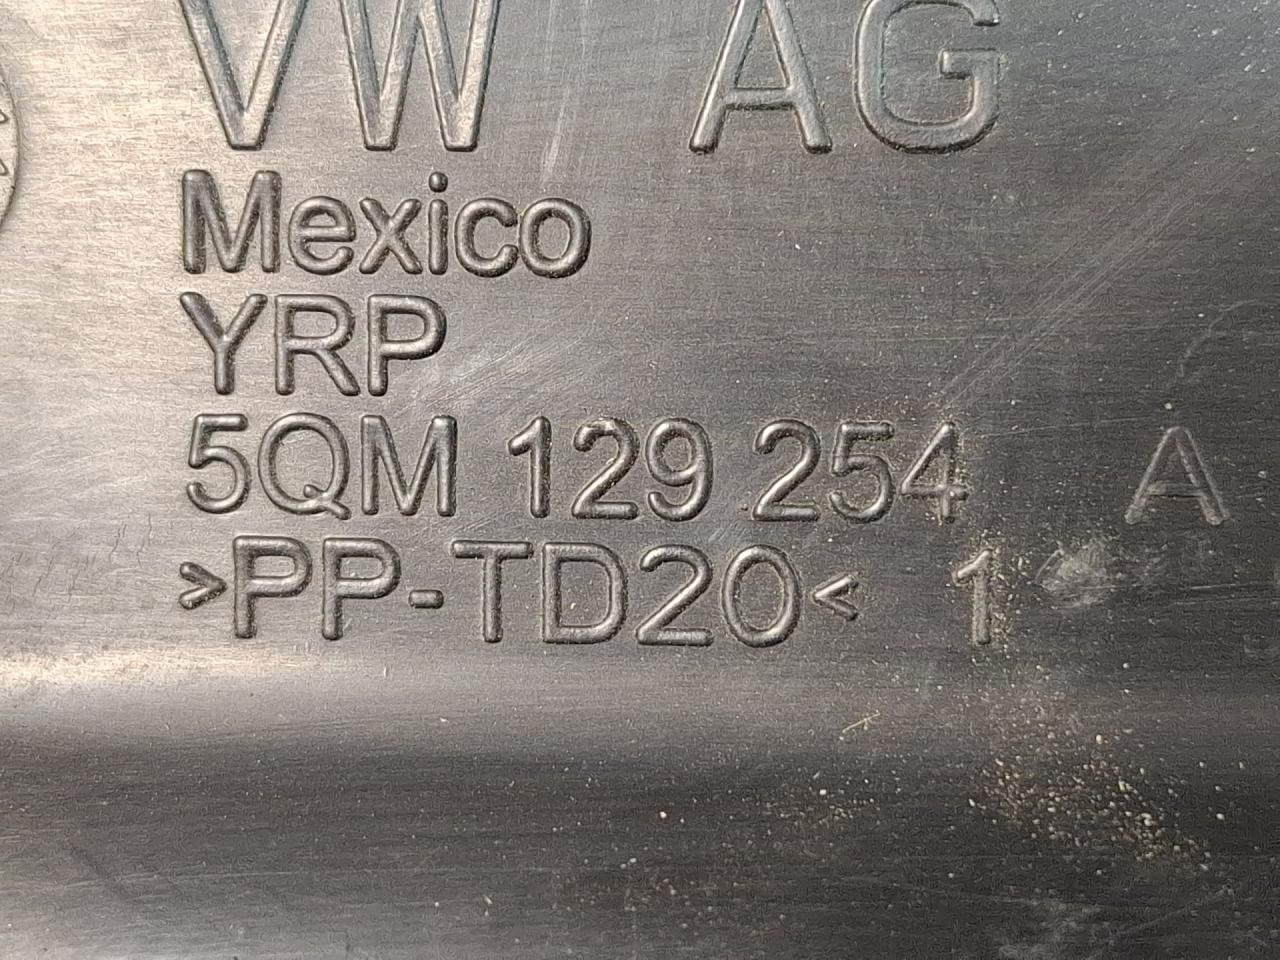 VW AG
Mexico
YRP
5QM 129 254 A
>PP-TD20< 1